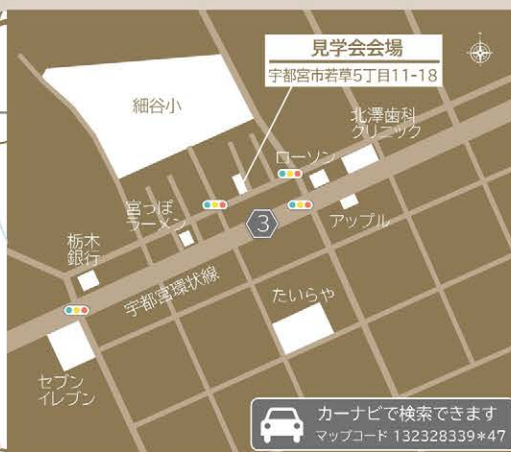 見学会会場
宇都宮市若草5丁目11-18
細谷小
北澤歯科
クリニック
ローソン
宮っぽ
ラーメン
3
アップル
栃木
銀行
宇都宮環状線
たいらや
セブン
イレブン
カーナビで検索できます
マップコード 132328339*47